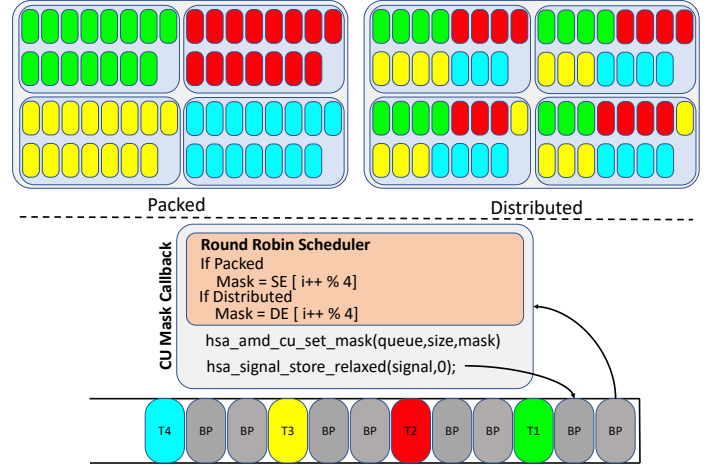 Packed
Distributed
CU Mask Callback
Round Robin Scheduler
If Packed
Mask = SE [ i++ % 4]
If Distributed
Mask = DE [ i++ % 4]
hsa_amd_cu_set_mask(queue,size,mask)
hsa_signal_store_relaxed(signal,0);
T4 BP BP T3 BP BP T2 BP BP T1 BP BP